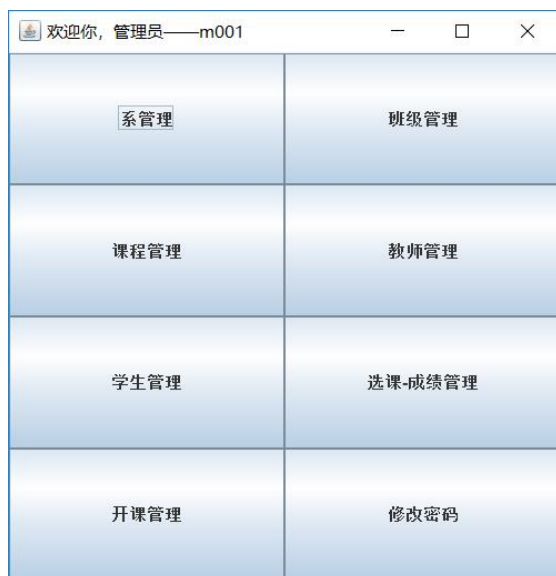 欢迎你，管理员——m001
系管理
班级管理
课程管理
教师管理
学生管理
选课-成绩管理
开课管理
修改密码